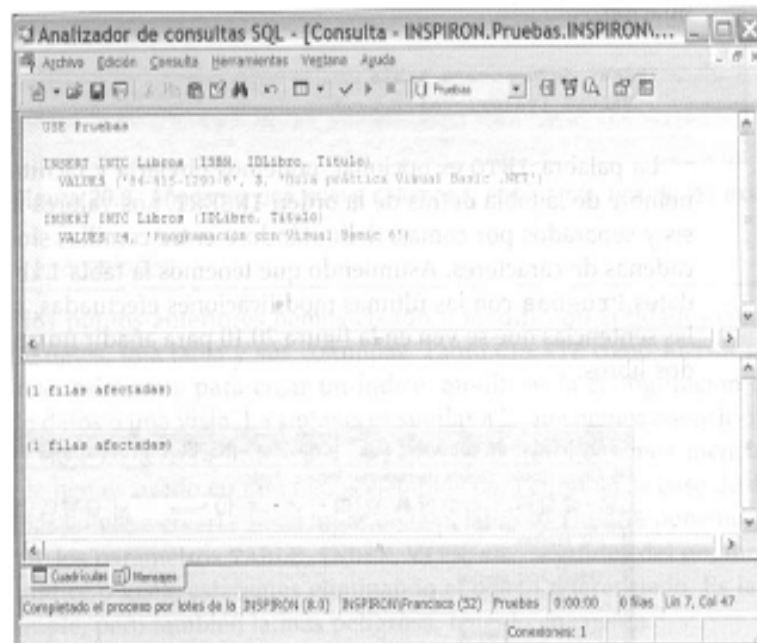 Analizador de consultas SQL - [Consulta - INSPIRON.Pruebas.INSPIRON\...
Archivo Edición Consulta Herramientas Ventana Ayuda
Pruebas
USE Pruebas
INSERT INTO Libros (ISBN, IDLibro, Titulo)
VALUES ('84-415-1290-6', 3, 'Guía práctica Visual Basic .NET')
INSERT INTO Libros (IDLibro, Titulo)
VALUES (4, 'Programación con Visual Basic 6')
(1 filas afectadas)
(1 filas afectadas)
Cuadrículas Mensajes
Completado el proceso por lotes de la INSPIRON (8.0) INSPIRON\Francisco (52) Pruebas 0:00:00 0 filas Lín 7, Col 47
Conexiones: 1